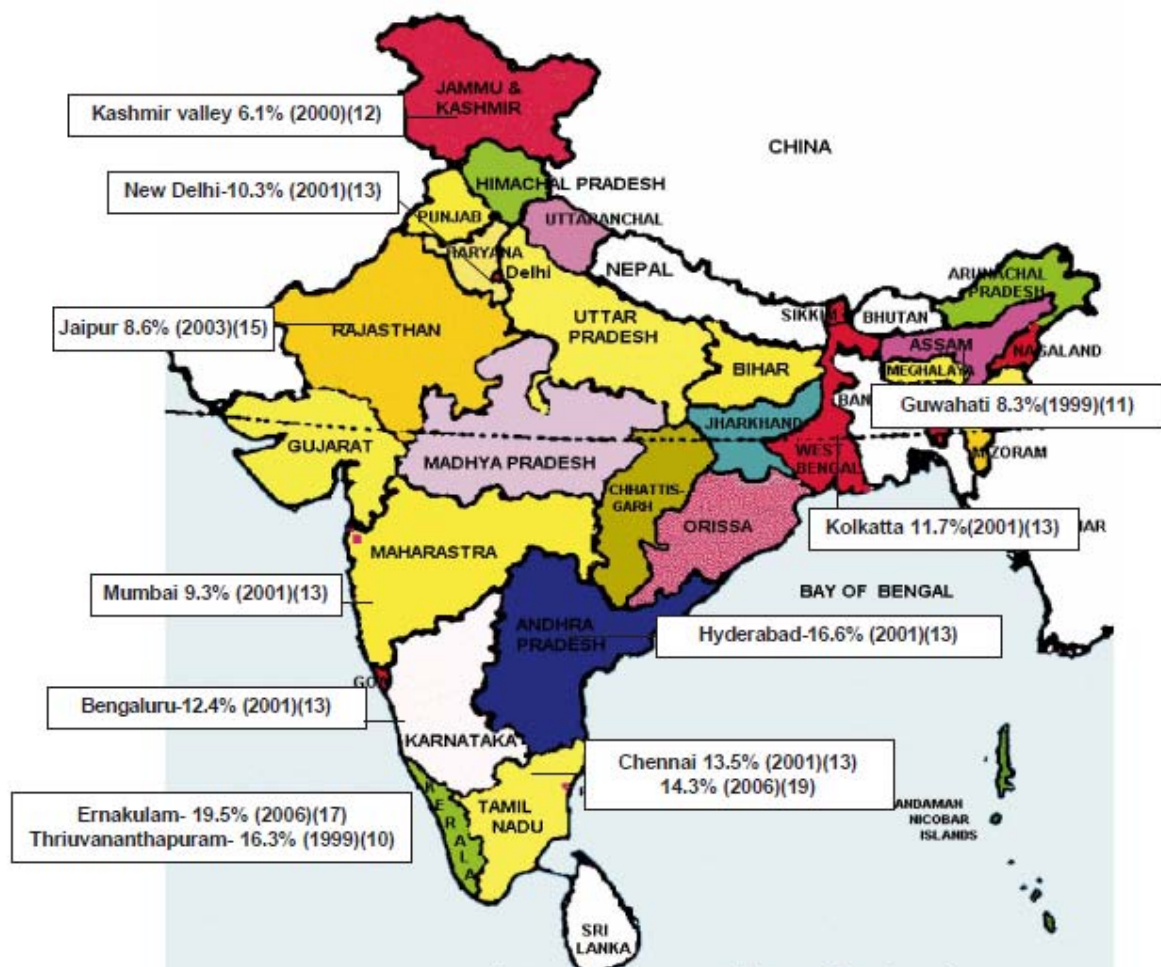 JAMMU &
KASHMIR
Kashmir valley 6.1% (2000)(12)
CHINA
New Delhi-10.3% (2001)(13)
HIMACHAL PRADESH
PUNJAB
UTTARANCHAL
HARYANA
Delhi
NEPAL
ARUNACHAL
PRADESH
SIKKIM
BHUTAN
Jaipur 8.6% (2003)(15)
RAJASTHAN
UTTAR
PRADESH
ASSAM
NAGALAND
BIHAR
MEGHALAYA
BAN
Guwahati 8.3%(1999)(11)
JHARKHAND
GUJARAT
MADHYA PRADESH
WEST
BENGAL
MIZORAM
CHHATTIS-
GARH
ORISSA
Kolkatta 11.7%(2001)(13)
AR
MAHARASTRA
Mumbai 9.3% (2001)(13)
BAY OF BENGAL
ANDHRA
PRADESH
Hyderabad-16.6% (2001)(13)
GOA
Bengaluru-12.4% (2001)(13)
KARNATAKA
Chennai 13.5% (2001)(13)
14.3% (2006)(19)
Ernakulam- 19.5% (2006)(17)
Thriuvananthapuram- 16.3% (1999)(10)
KERALA
TAMIL
NADU
ANDAMAN
NICOBAR
ISLANDS
SRI
LANKA